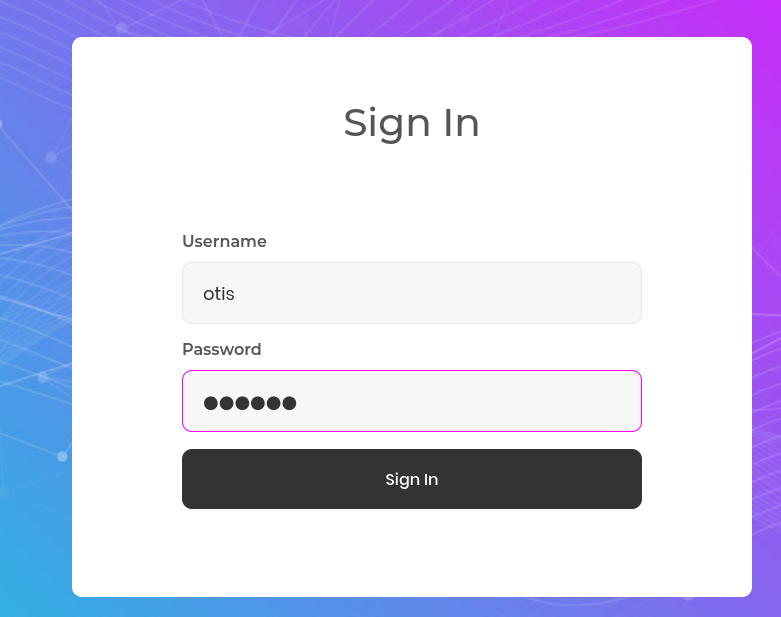 Sign In
Username
otis
Password
●●●●●●
Sign In